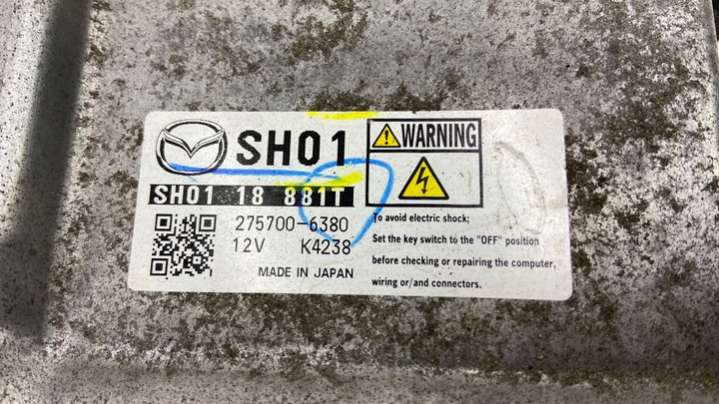 SH01
SH01 18 881T
275700-6380
12V K4238
MADE IN JAPAN
WARNING
To avoid electric shock;
Set the key switch to the "OFF" position
before checking or repairing the computer,
wiring or/and connectors.